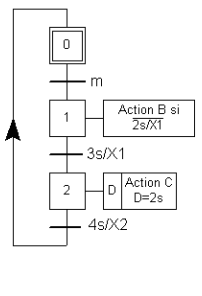 0
m
1
Action B si
2s/X1
3s/X1
2
D
Action C
D=2s
4s/X2